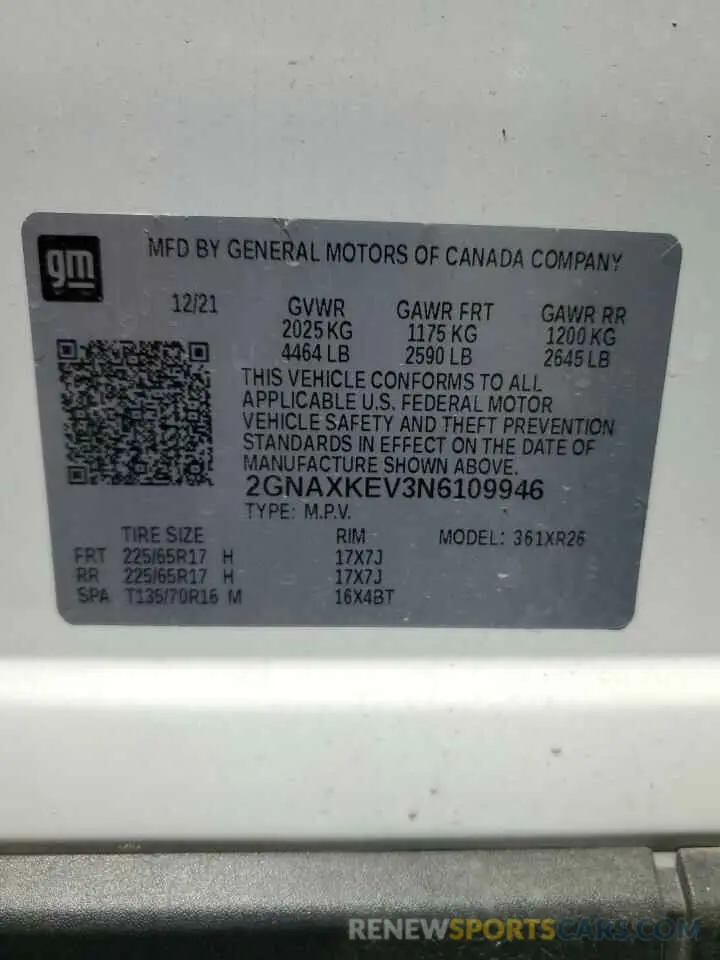 gm
MFD BY GENERAL MOTORS OF CANADA COMPANY
12/21 GVWR GAWR FRT GAWR RR
2025 KG 1175 KG 1200 KG
4464 LB 2590 LB 2645 LB
THIS VEHICLE CONFORMS TO ALL
APPLICABLE U.S. FEDERAL MOTOR
VEHICLE SAFETY AND THEFT PREVENTION
STANDARDS IN EFFECT ON THE DATE OF
MANUFACTURE SHOWN ABOVE.
2GNAXKEV3N6109946
TYPE: M.P.V.
TIRE SIZE RIM MODEL: 361XR26
FRT 225/65R17 H 17X7J
RR 225/65R17 H 17X7J
SPA T135/70R16 M 16X4BT
RENEWSPORTCARS.COM